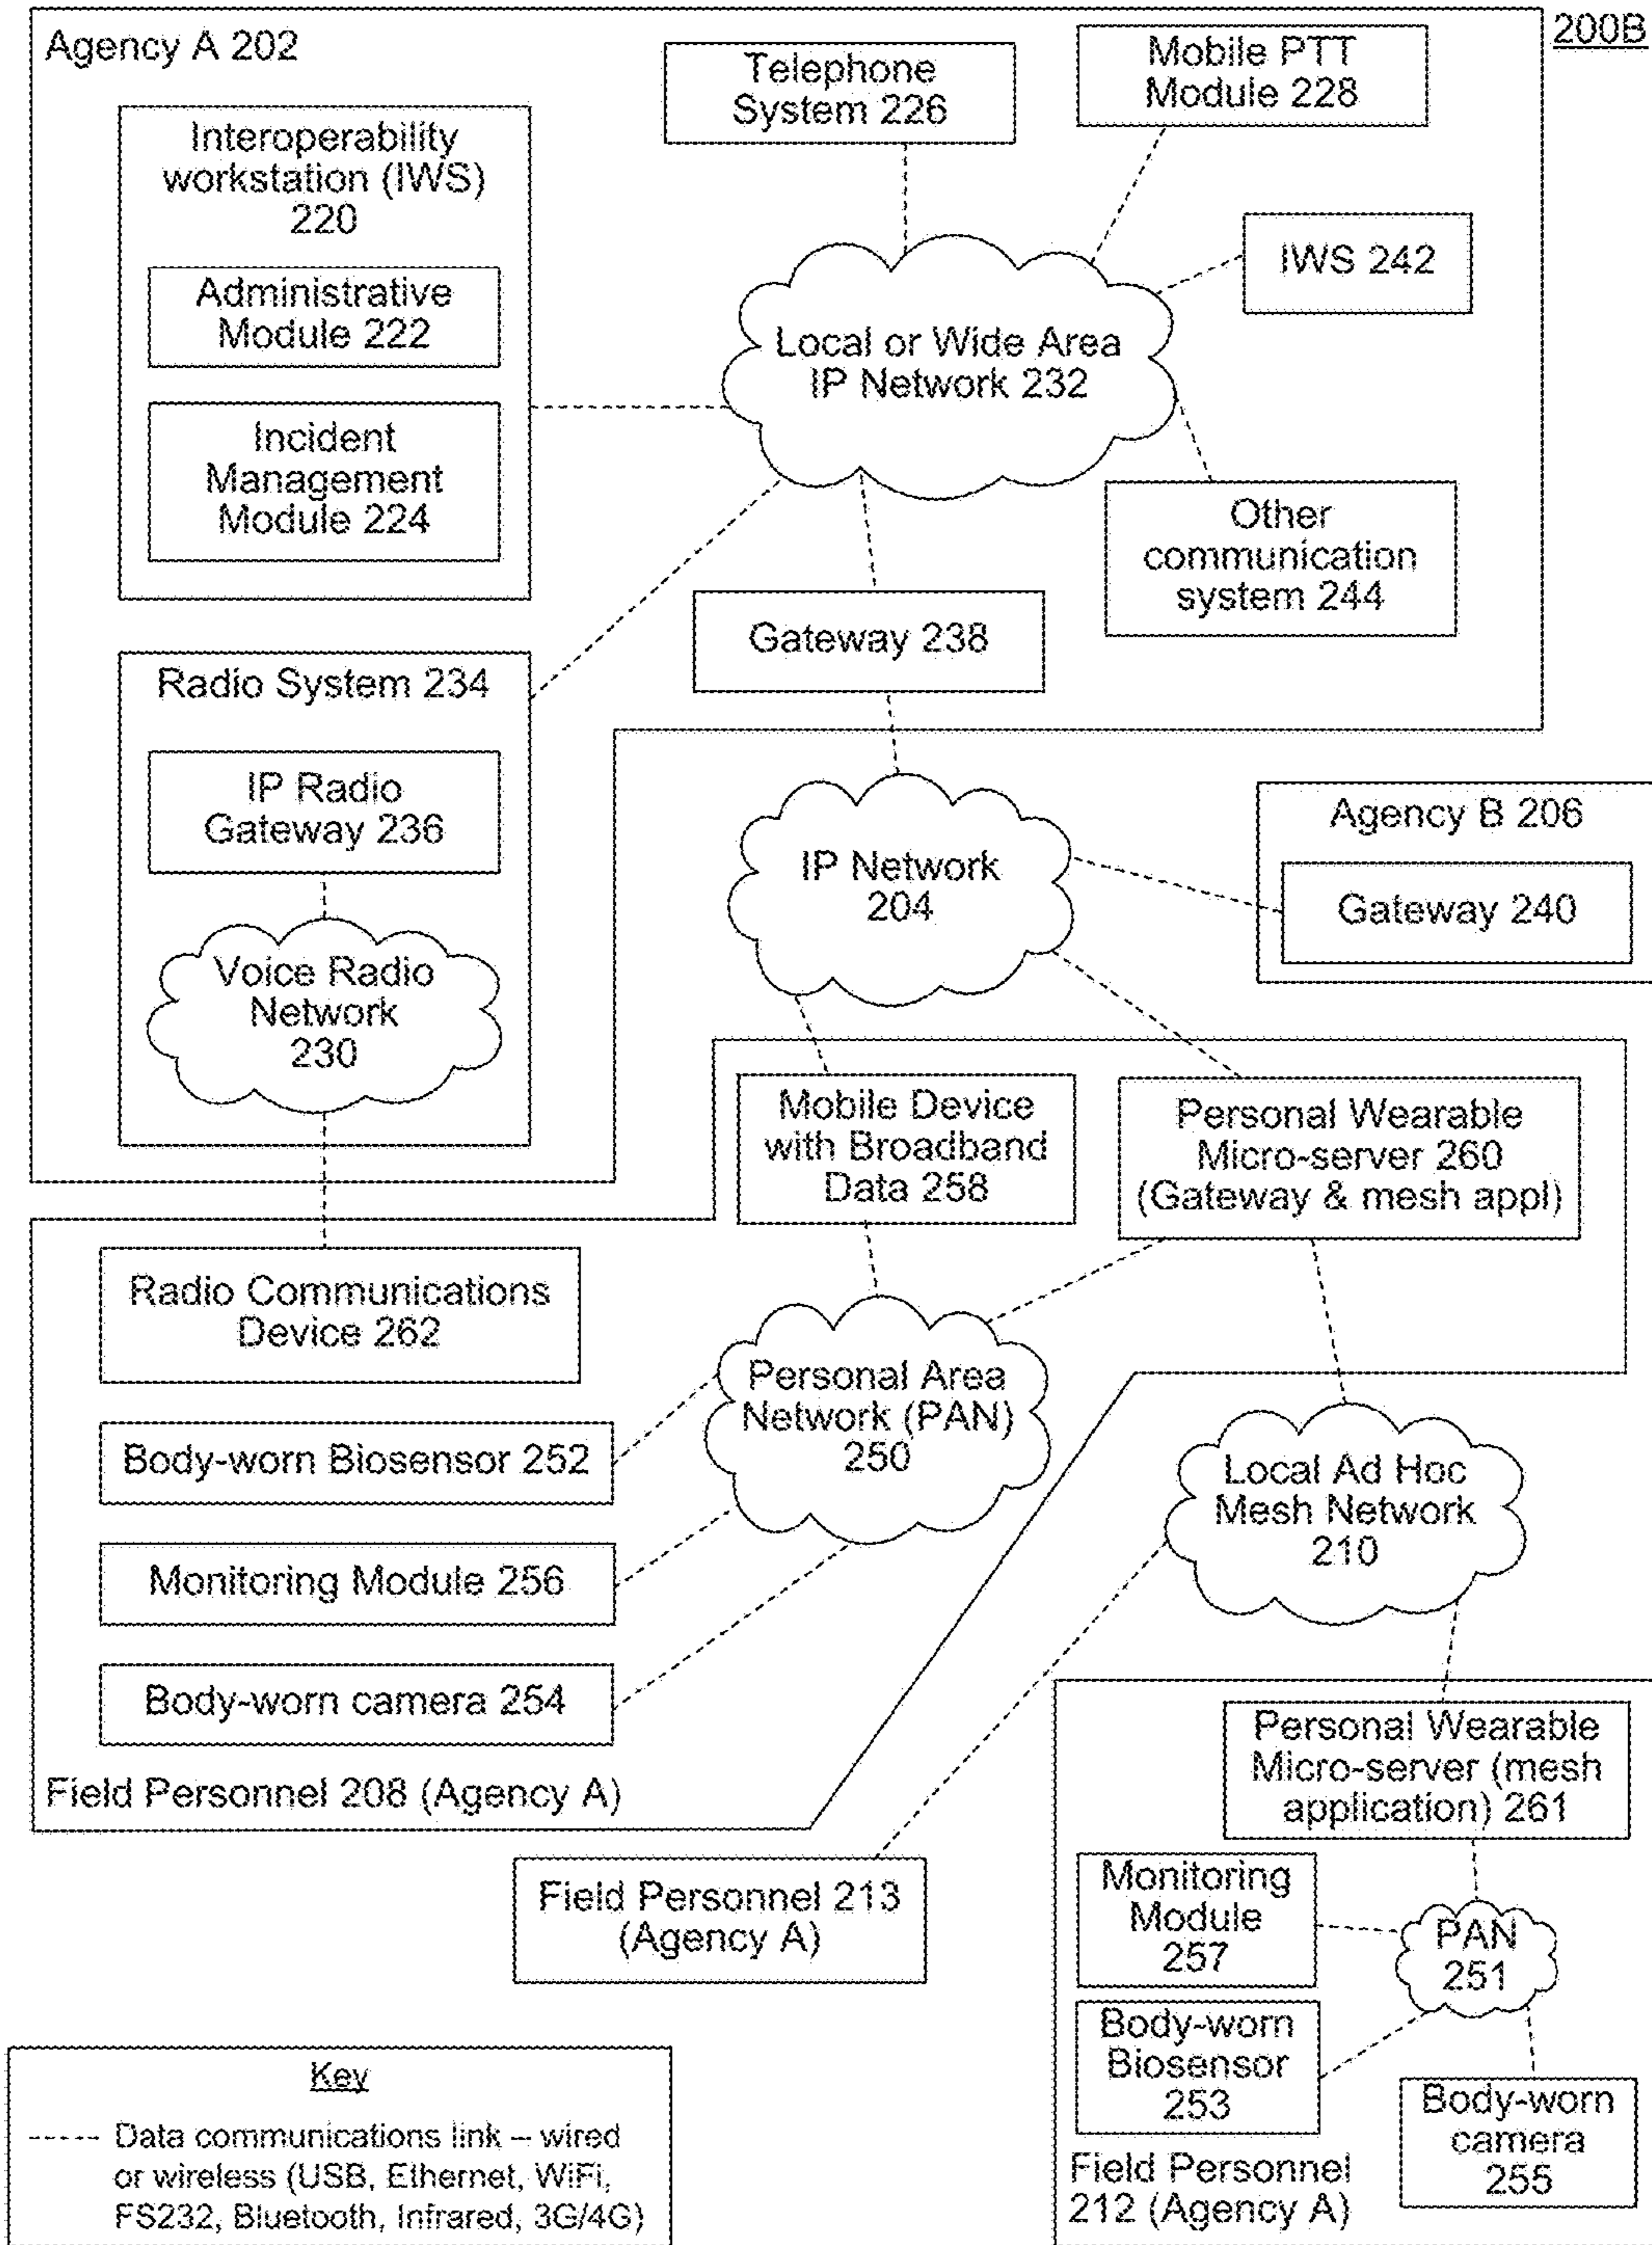 200B
Agency A 202
Interoperability
workstation (IWS)
220
Administrative
Module 222
Incident
Management
Module 224
Telephone
System 226
Mobile PTT
Module 228
IWS 242
Local or Wide Area
IP Network 232
Other
communication
system 244
Gateway 238
Radio System 234
IP Radio
Gateway 236
Voice Radio
Network
230
IP Network
204
Agency B 206
Gateway 240
Mobile Device
with Broadband
Data 258
Personal Wearable
Micro-server 260
(Gateway & mesh appl)
Radio Communications
Device 262
Body-worn Biosensor 252
Monitoring Module 256
Body-worn camera 254
Personal Area
Network (PAN)
250
Field Personnel 208 (Agency A)
Local Ad Hoc
Mesh Network
210
Field Personnel 213
(Agency A)
Personal Wearable
Micro-server (mesh
application) 261
Monitoring
Module
257
PAN
251
Body-worn
Biosensor
253
Body-worn
camera
255
Field Personnel
212 (Agency A)
Key
Data communications link – wired
or wireless (USB, Ethernet, WiFi,
FS232, Bluetooth, Infrared, 3G/4G)